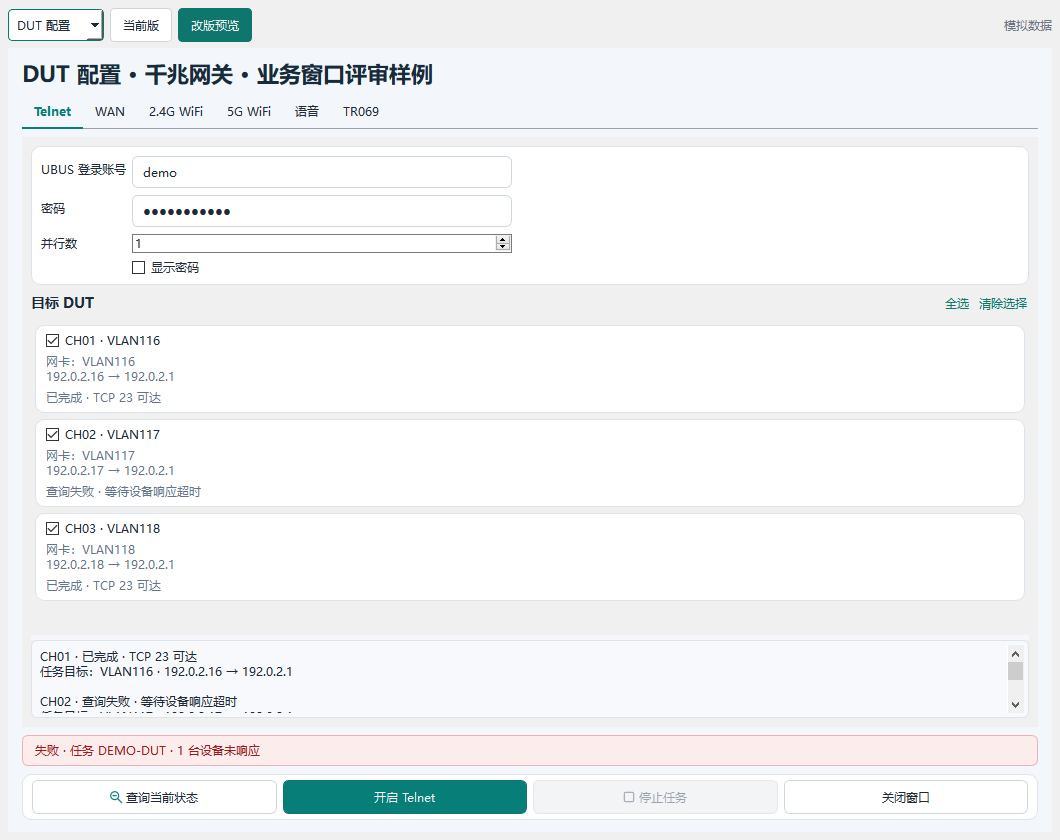 DUT 配置
当前版
改版预览
模拟数据
DUT 配置 • 千兆网关 • 业务窗口评审样例
Telnet WAN 2.4G WiFi 5G WiFi 语音 TR069
UBUS 登录账号 demo
密码 ●●●●●●●●●●●
并行数 1
显示密码
目标 DUT
全选 清除选择
CH01 · VLAN116
网卡：VLAN116
192.0.2.16 → 192.0.2.1
已完成 · TCP 23 可达
CH02 · VLAN117
网卡：VLAN117
192.0.2.17 → 192.0.2.1
查询失败 · 等待设备响应超时
CH03 · VLAN118
网卡：VLAN118
192.0.2.18 → 192.0.2.1
已完成 · TCP 23 可达
CH01 · 已完成 · TCP 23 可达
任务目标：VLAN116 · 192.0.2.16 → 192.0.2.1
CH02 · 查询失败 · 等待设备响应超时
失败 · 任务 DEMO-DUT · 1 台设备未响应
查询当前状态
开启 Telnet
停止任务
关闭窗口